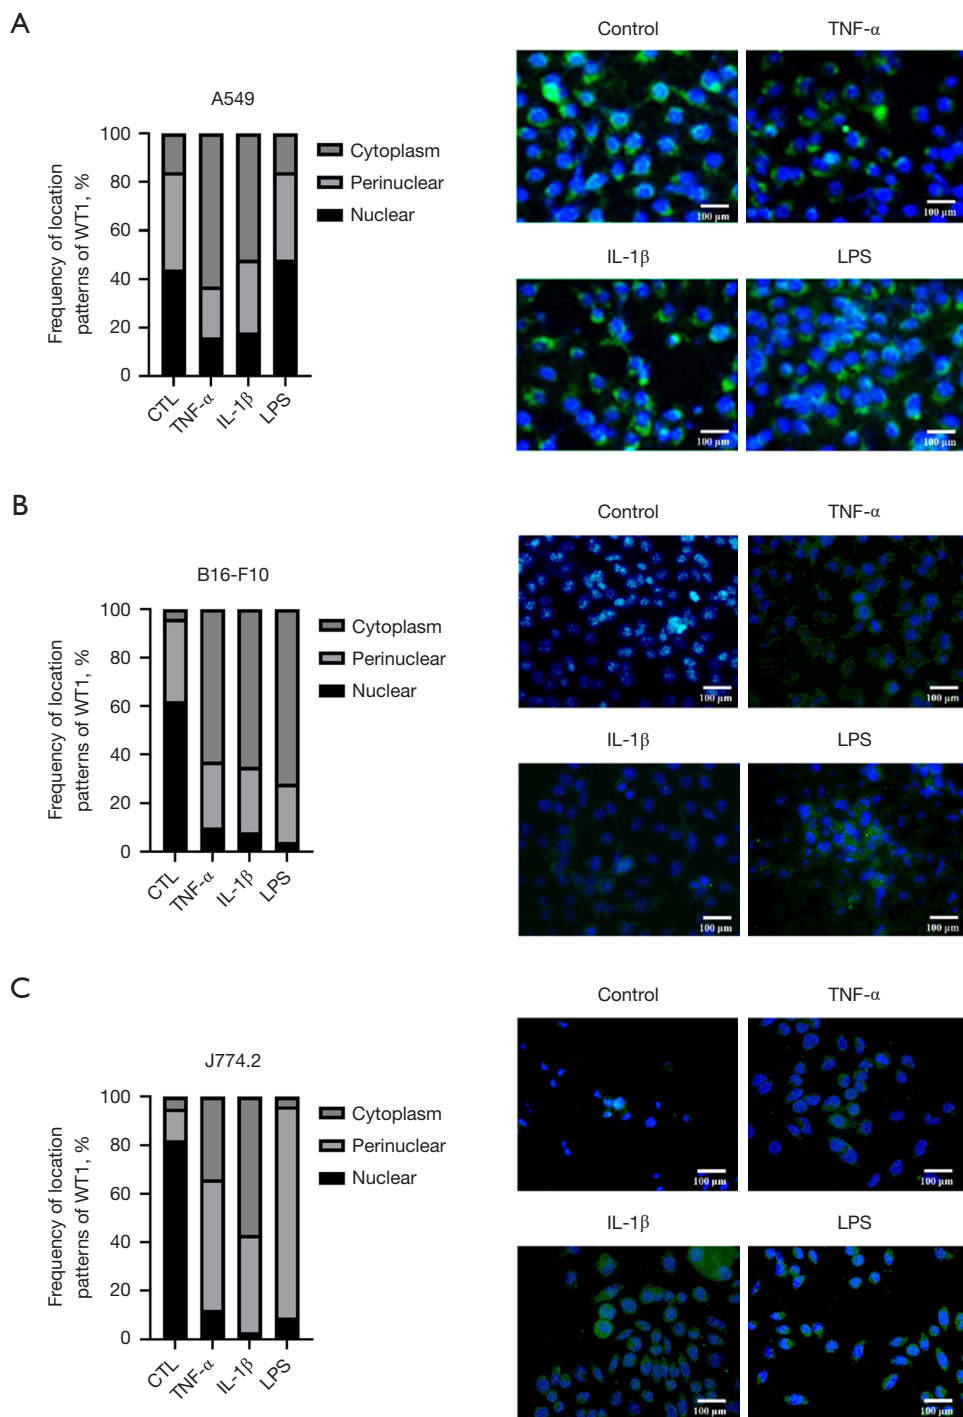 A
A549
Frequency of location
patterns of WT1, %
100
80
60
40
20
0
CTL
TNF-α
IL-1β
LPS
Cytoplasm
Perinuclear
Nuclear
Control
100 µm
TNF-α
100 µm
IL-1β
100 µm
LPS
100 µm
B
B16-F10
Frequency of location
patterns of WT1, %
100
80
60
40
20
0
CTL
TNF-α
IL-1β
LPS
Cytoplasm
Perinuclear
Nuclear
Control
100 µm
TNF-α
100 µm
IL-1β
100 µm
LPS
100 µm
C
J774.2
Frequency of location
patterns of WT1, %
100
80
60
40
20
0
CTL
TNF-α
IL-1β
LPS
Cytoplasm
Perinuclear
Nuclear
Control
100 µm
TNF-α
100 µm
IL-1β
100 µm
LPS
100 µm